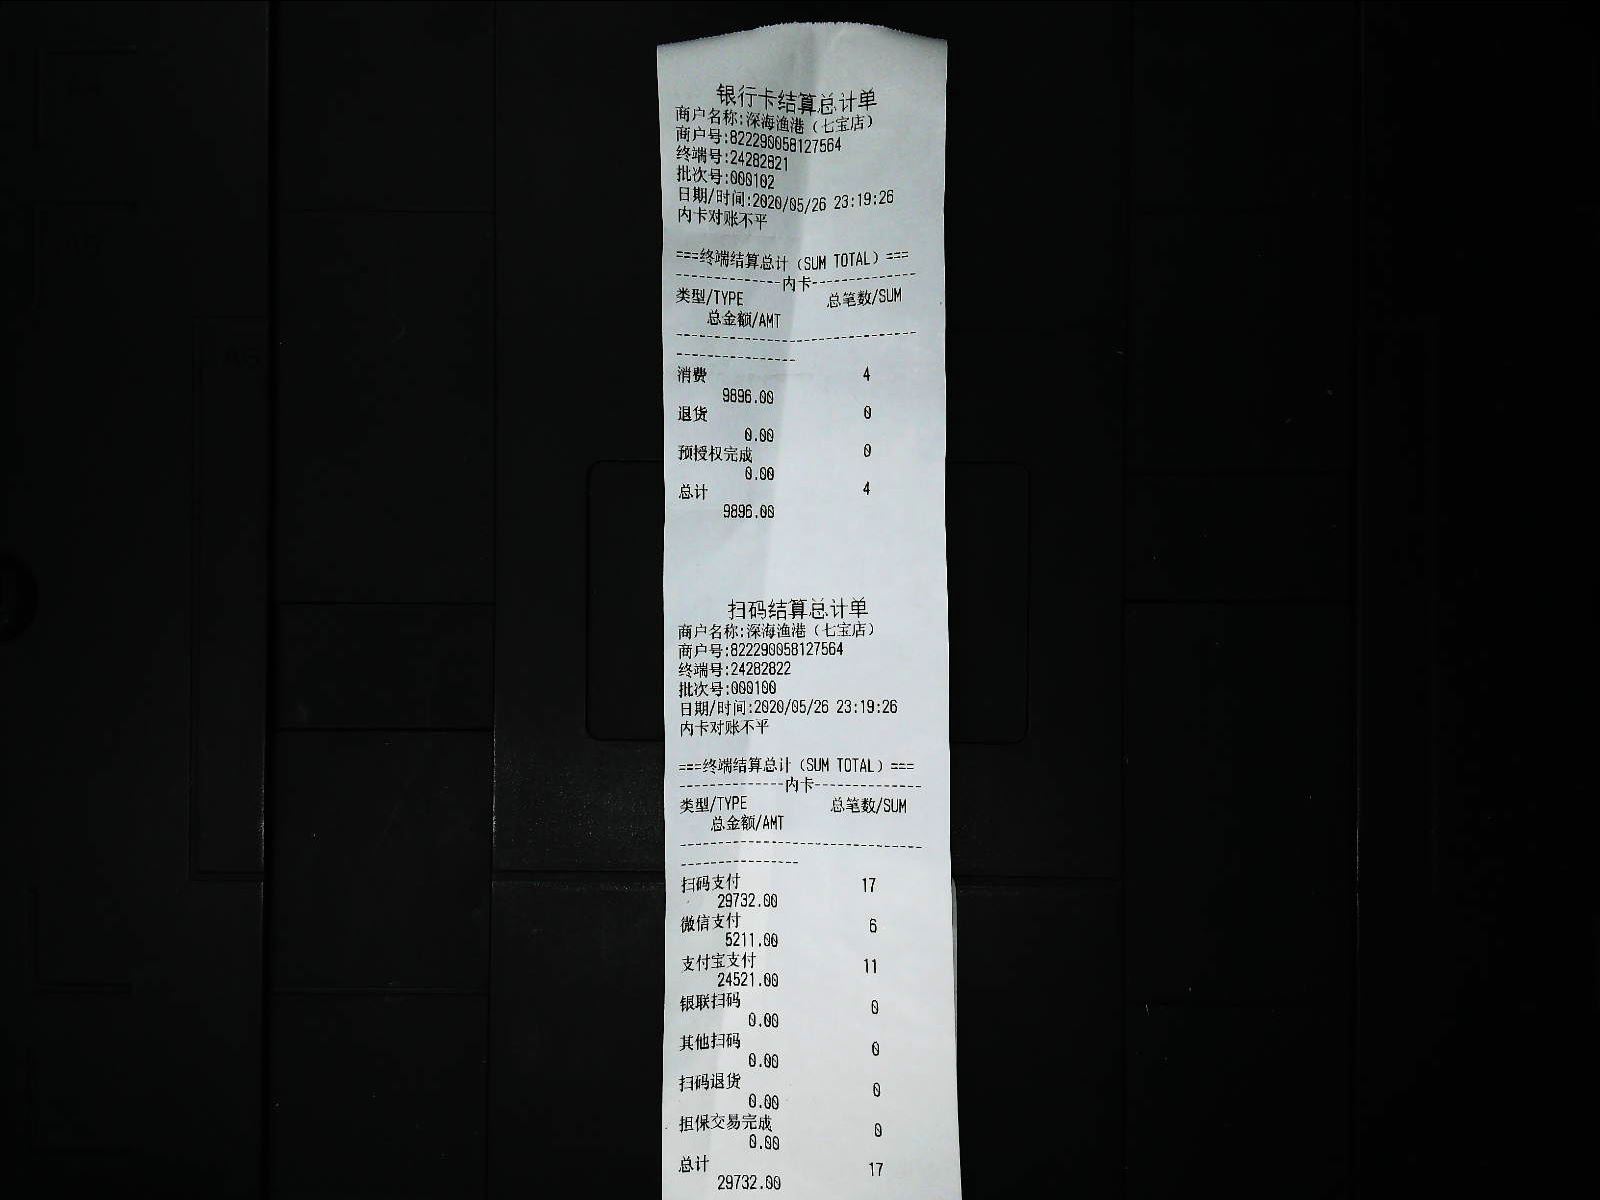 银行卡结算总计单
商户名称:深海渔港（七宝店）
商户号:822290058127564
终端号:24282821
批次号:000102
日期/时间:2020/05/26 23:19:26
内卡对账不平
===终端结算总计（SUM TOTAL）===
---------------内卡---------------
类型/TYPE 总笔数/SUM
总金额/AMT
--------------------------------
----------------
消费 4
9896.00
退货 0
0.00
预授权完成 0
0.00
总计 4
9896.00
扫码结算总计单
商户名称:深海渔港（七宝店）
商户号:822290058127564
终端号:24282822
批次号:000100
日期/时间:2020/05/26 23:19:26
内卡对账不平
===终端结算总计（SUM TOTAL）===
---------------内卡---------------
类型/TYPE 总笔数/SUM
总金额/AMT
--------------------------------
----------------
扫码支付 17
29732.00
微信支付 6
5211.00
支付宝支付 11
24521.00
银联扫码 0
0.00
其他扫码 0
0.00
扫码退货 0
0.00
担保交易完成 0
0.00
总计 17
29732.00